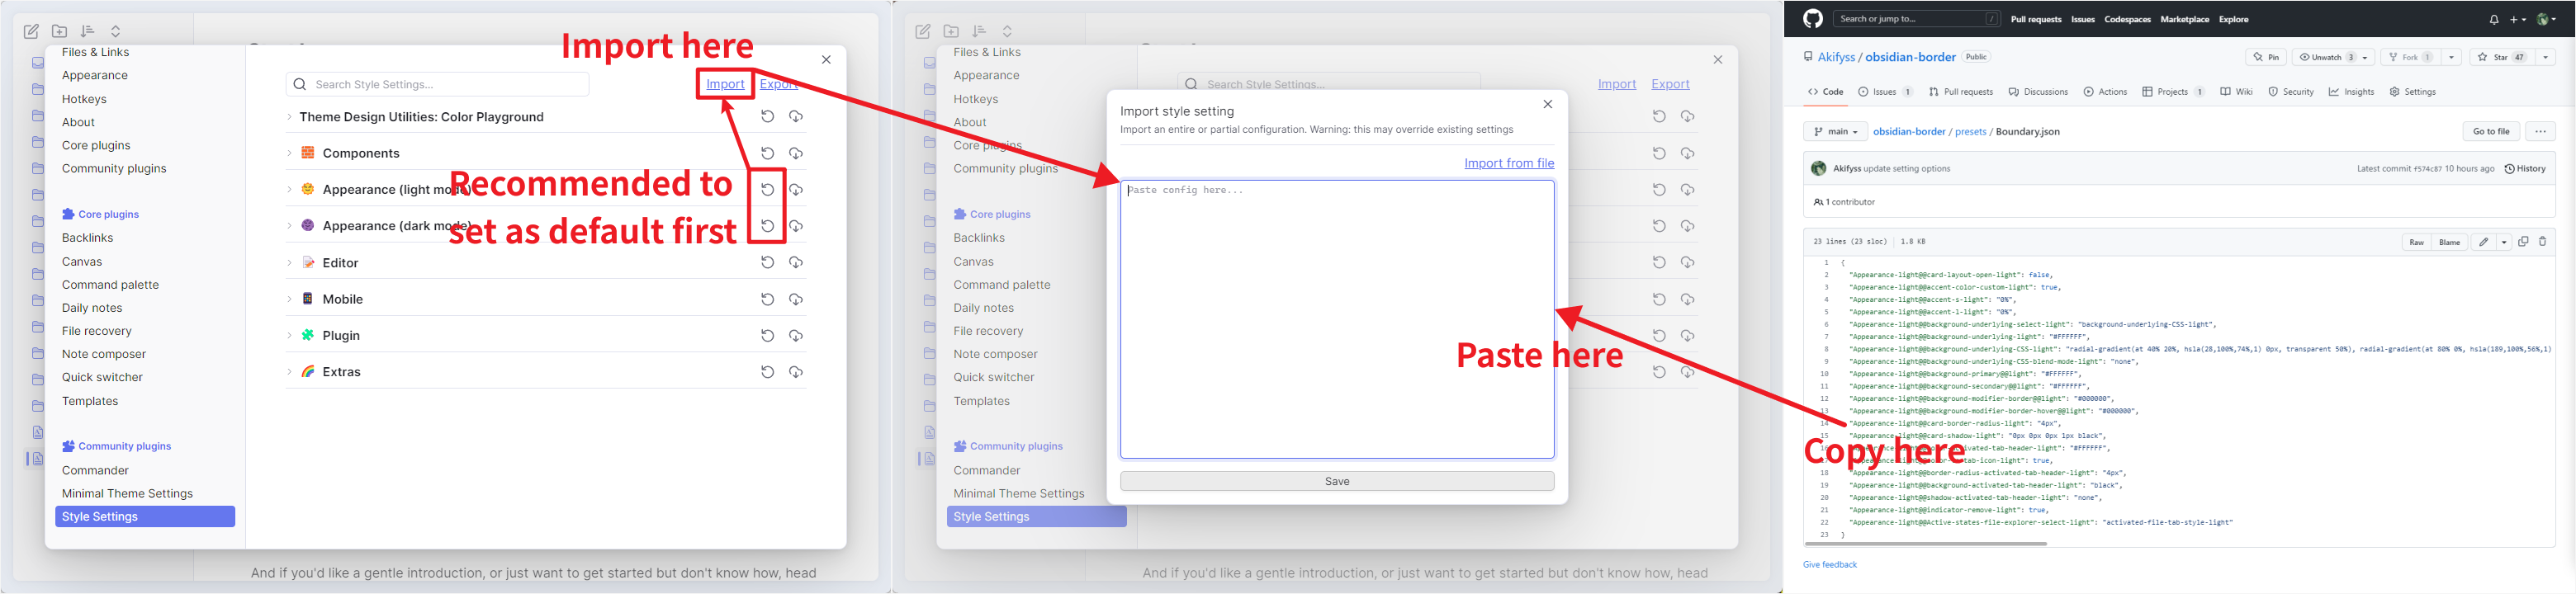 Files & Links
Appearance
Hotkeys
About
Core plugins
Community plugins
Core plugins
Backlinks
Canvas
Command palette
Daily notes
File recovery
Note composer
Quick switcher
Templates
Community plugins
Commander
Minimal Theme Settings
Style Settings
Import here
Search Style Settings...
Import
Export
Theme Design Utilities: Color Playground
Components
Appearance (light mode)
Appearance (dark mode)
Recommended to
set as default first
Editor
Mobile
Plugin
Extras
And if you'd like a gentle introduction, or just want to get started but don't know how, head
Files & Links
Appearance
Hotkeys
About
Core plugins
Community plugins
Core plugins
Backlinks
Canvas
Command palette
Daily notes
File recovery
Note composer
Quick switcher
Templates
Community plugins
Commander
Minimal Theme Settings
Style Settings
Search Style Settings...
Import
Export
Import style setting
Import an entire or partial configuration. Warning: this may override existing settings
Import from file
Paste config here...
Save
Paste here
And if you'd like a gentle introduction, or just want to get started but don't know how, head
Search or jump to... /
Pull requests Issues Codespaces Marketplace Explore
Akifyss / obsidian-border Public
Pin Unwatch 3 Fork 1 Star 47
Code Issues 1 Pull requests Discussions Actions Projects 1 Wiki Security Insights Settings
main obsidian-border / presets / Boundary.json Go to file ...
Akifyss update setting options Latest commit f574c87 10 hours ago History
1 contributor
23 lines (23 sloc) 1.8 KB Raw Blame
1 {
2 "Appearance-light@@card-layout-open-light": false,
3 "Appearance-light@@accent-color-custom-light": true,
4 "Appearance-light@@accent-s-light": "0%",
5 "Appearance-light@@accent-l-light": "0%",
6 "Appearance-light@@background-underlying-select-light": "background-underlying-CSS-light",
7 "Appearance-light@@background-underlying-light": "#FFFFFF",
8 "Appearance-light@@background-underlying-CSS-light": "radial-gradient(at 40% 20%, hsla(28,100%,74%,1) 0px, transparent 50%), radial-gradient(at 80% 0%, hsla(189,100%,56%,1)
9 "Appearance-light@@background-underlying-CSS-blend-mode-light": "none",
10 "Appearance-light@@background-primary@@light": "#FFFFFF",
11 "Appearance-light@@background-secondary@@light": "#FFFFFF",
12 "Appearance-light@@background-modifier-border@@light": "#000000",
13 "Appearance-light@@background-modifier-border-hover@@light": "#000000",
14 "Appearance-light@@card-border-radius-light": "4px",
15 "Appearance-light@@card-shadow-light": "0px 0px 0px 1px black",
activated-tab-header-light": "#FFFFFF",
tab-icon-light": true,
Copy here
18 "Appearance-light@@border-radius-activated-tab-header-light": "4px",
19 "Appearance-light@@background-activated-tab-header-light": "black",
20 "Appearance-light@@shadow-activated-tab-header-light": "none",
21 "Appearance-light@@indicator-remove-light": true,
22 "Appearance-light@@Active-states-file-explorer-select-light": "activated-file-tab-style-light"
23 }
Give feedback